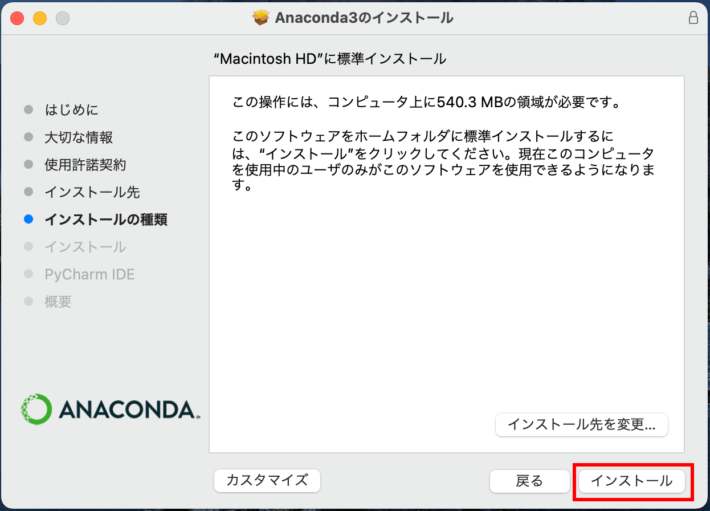 Anaconda3のインストール
“Macintosh HD”に標準インストール
はじめに
大切な情報
使用許諾契約
インストール先
インストールの種類
インストール
PyCharm IDE
概要
この操作には、コンピュータ上に540.3 MBの領域が必要です。
このソフトウェアをホームフォルダに標準インストールするに
は、“インストール”をクリックしてください。現在このコンピュータ
を使用中のユーザのみがこのソフトウェアを使用できるようになりま
す。
ANACONDA.
インストール先を変更...
カスタマイズ
戻る
インストール